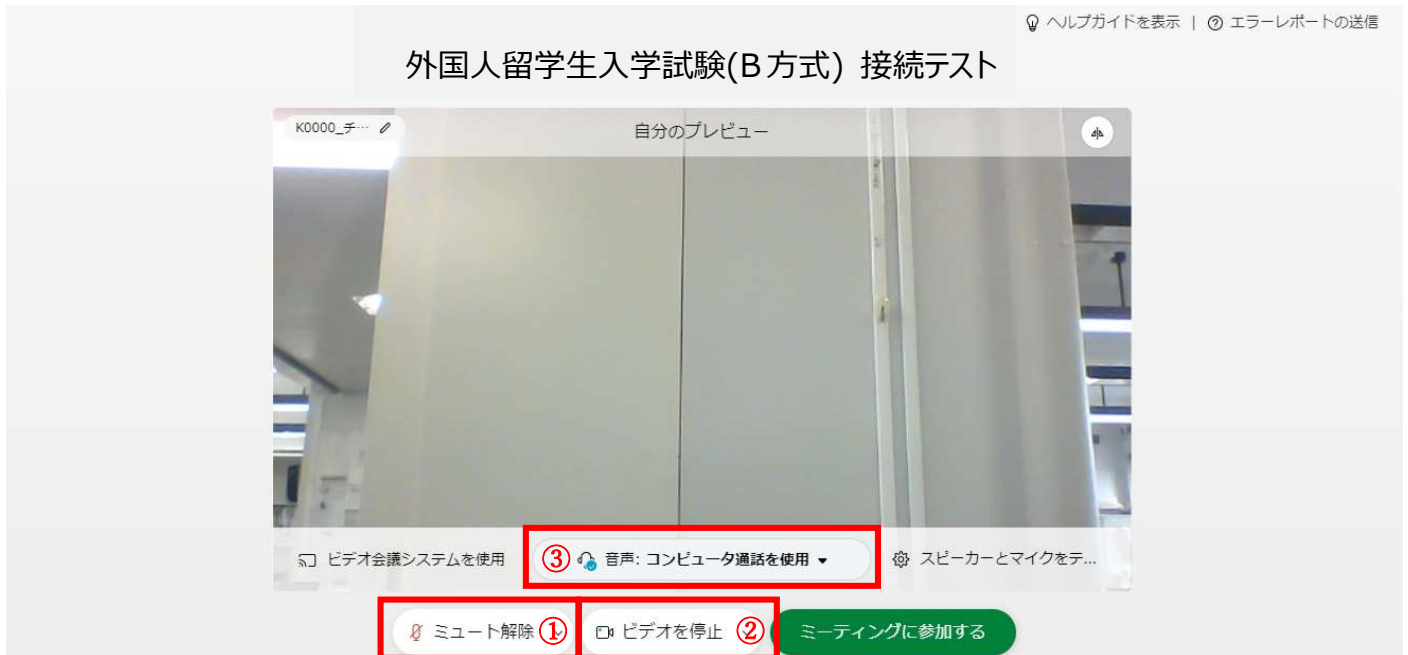 ヘルプガイドを表示 | エラーレポートの送信
外国人留学生入学試験(B方式) 接続テスト
K0000_チ… 自分のプレビュー
ビデオ会議システムを使用 ③ 音声: コンピュータ通話を使用 スピーカーとマイクをテ...
ミュート解除 ① ビデオを停止 ② ミーティングに参加する